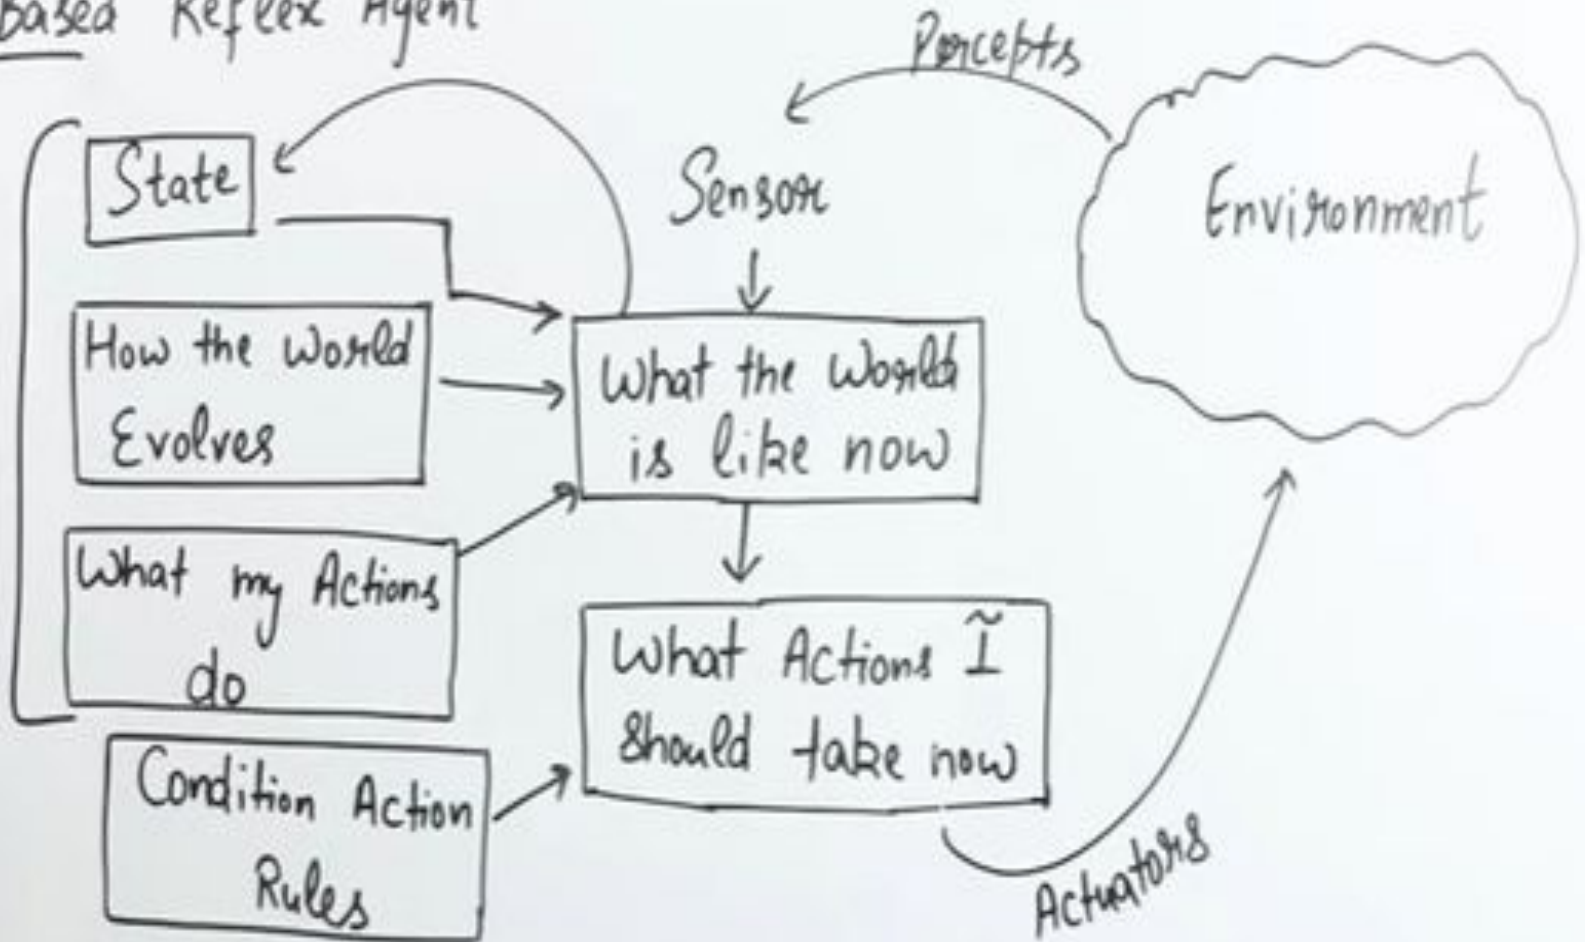 Based Reflex Agent
Percepts
State
Sensor
Environment
How the World
Evolves
What the World
is like now
What my Actions
do
What Actions I
Should take now
Condition Action
Rules
Actuators